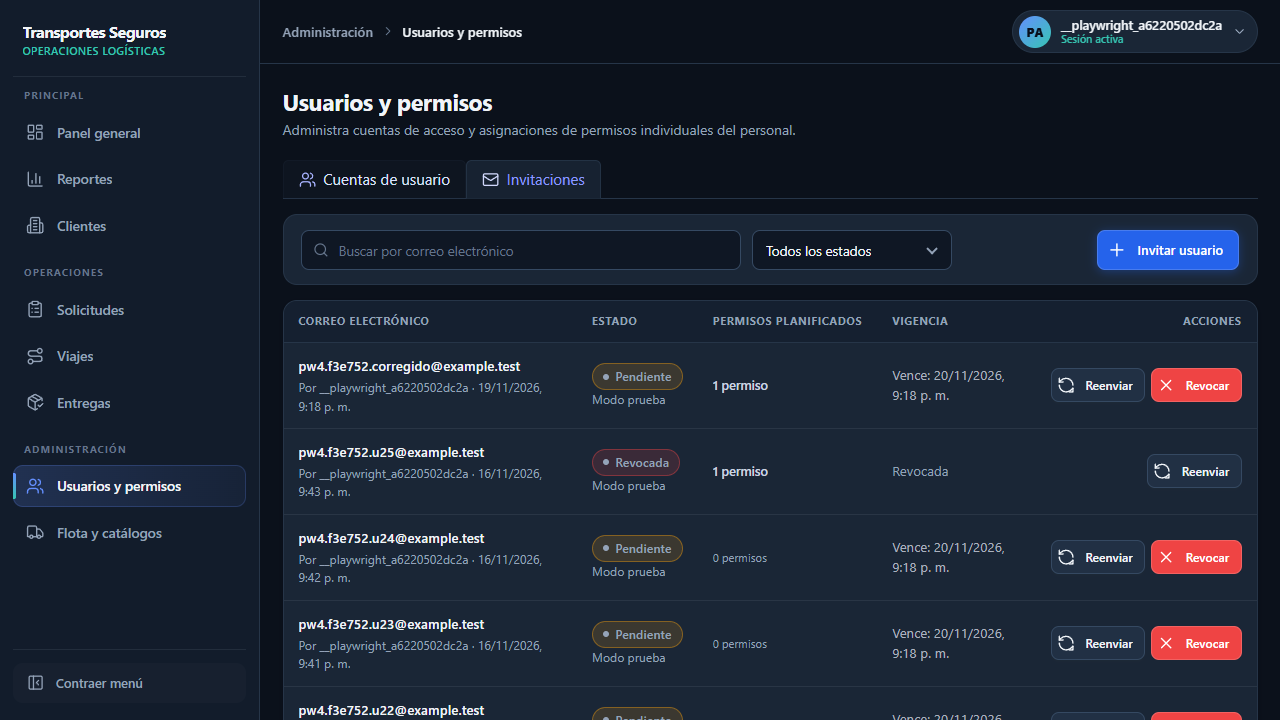 Transportes Seguros
OPERACIONES LOGÍSTICAS
PRINCIPAL
Panel general
Reportes
Clientes
OPERACIONES
Solicitudes
Viajes
Entregas
ADMINISTRACIÓN
Usuarios y permisos
Flota y catálogos
Contraer menú
Administración > Usuarios y permisos
PA
__playwright_a6220502dc2a
Sesión activa
Usuarios y permisos
Administra cuentas de acceso y asignaciones de permisos individuales del personal.
Cuentas de usuario
Invitaciones
Buscar por correo electrónico
Todos los estados
Invitar usuario
CORREO ELECTRÓNICO ESTADO PERMISOS PLANIFICADOS VIGENCIA ACCIONES
pw4.f3e752.corregido@example.test
Por __playwright_a6220502dc2a · 19/11/2026,
9:18 p. m.
Pendiente
Modo prueba
1 permiso
Vence: 20/11/2026,
9:18 p. m.
Reenviar
Revocar
pw4.f3e752.u25@example.test
Por __playwright_a6220502dc2a · 16/11/2026,
9:43 p. m.
Revocada
Modo prueba
1 permiso
Revocada
Reenviar
pw4.f3e752.u24@example.test
Por __playwright_a6220502dc2a · 16/11/2026,
9:42 p. m.
Pendiente
Modo prueba
0 permisos
Vence: 20/11/2026,
9:18 p. m.
Reenviar
Revocar
pw4.f3e752.u23@example.test
Por __playwright_a6220502dc2a · 16/11/2026,
9:41 p. m.
Pendiente
Modo prueba
0 permisos
Vence: 20/11/2026,
9:18 p. m.
Reenviar
Revocar
pw4.f3e752.u22@example.test
Pendiente
Vence: 20/11/2026,